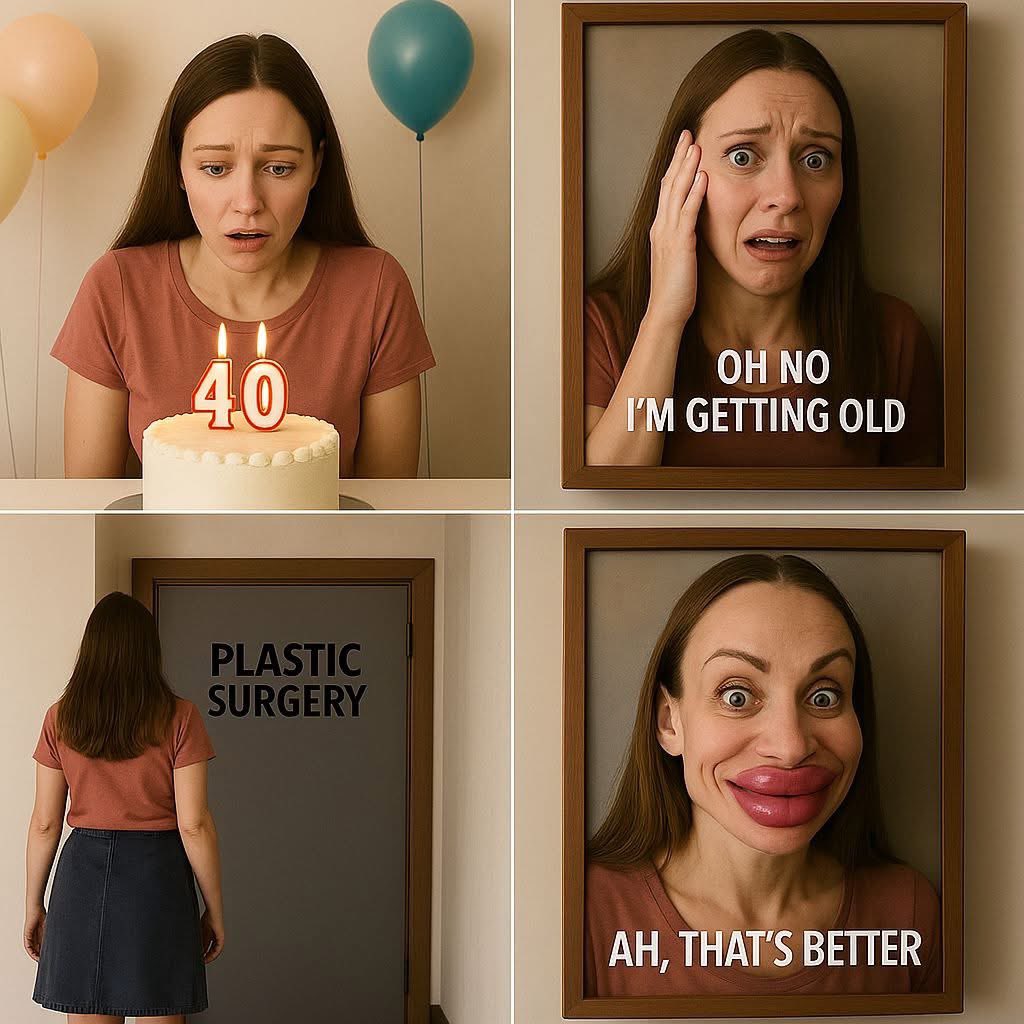 40
OH NO
I'M GETTING OLD
PLASTIC
SURGERY
AH, THAT'S BETTER